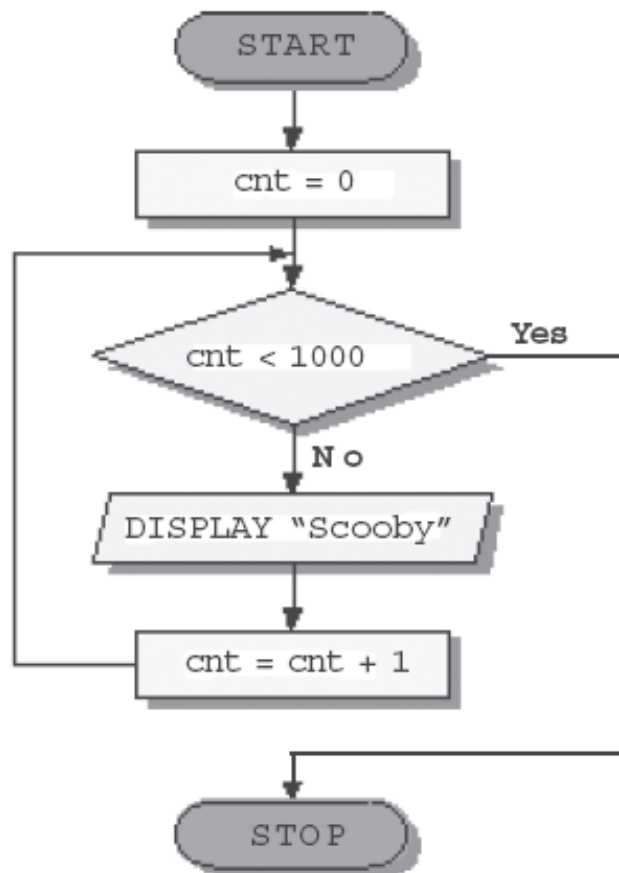 START
cnt = 0
cnt < 1000
Yes
No
DISPLAY “Scooby”
cnt = cnt + 1
STOP